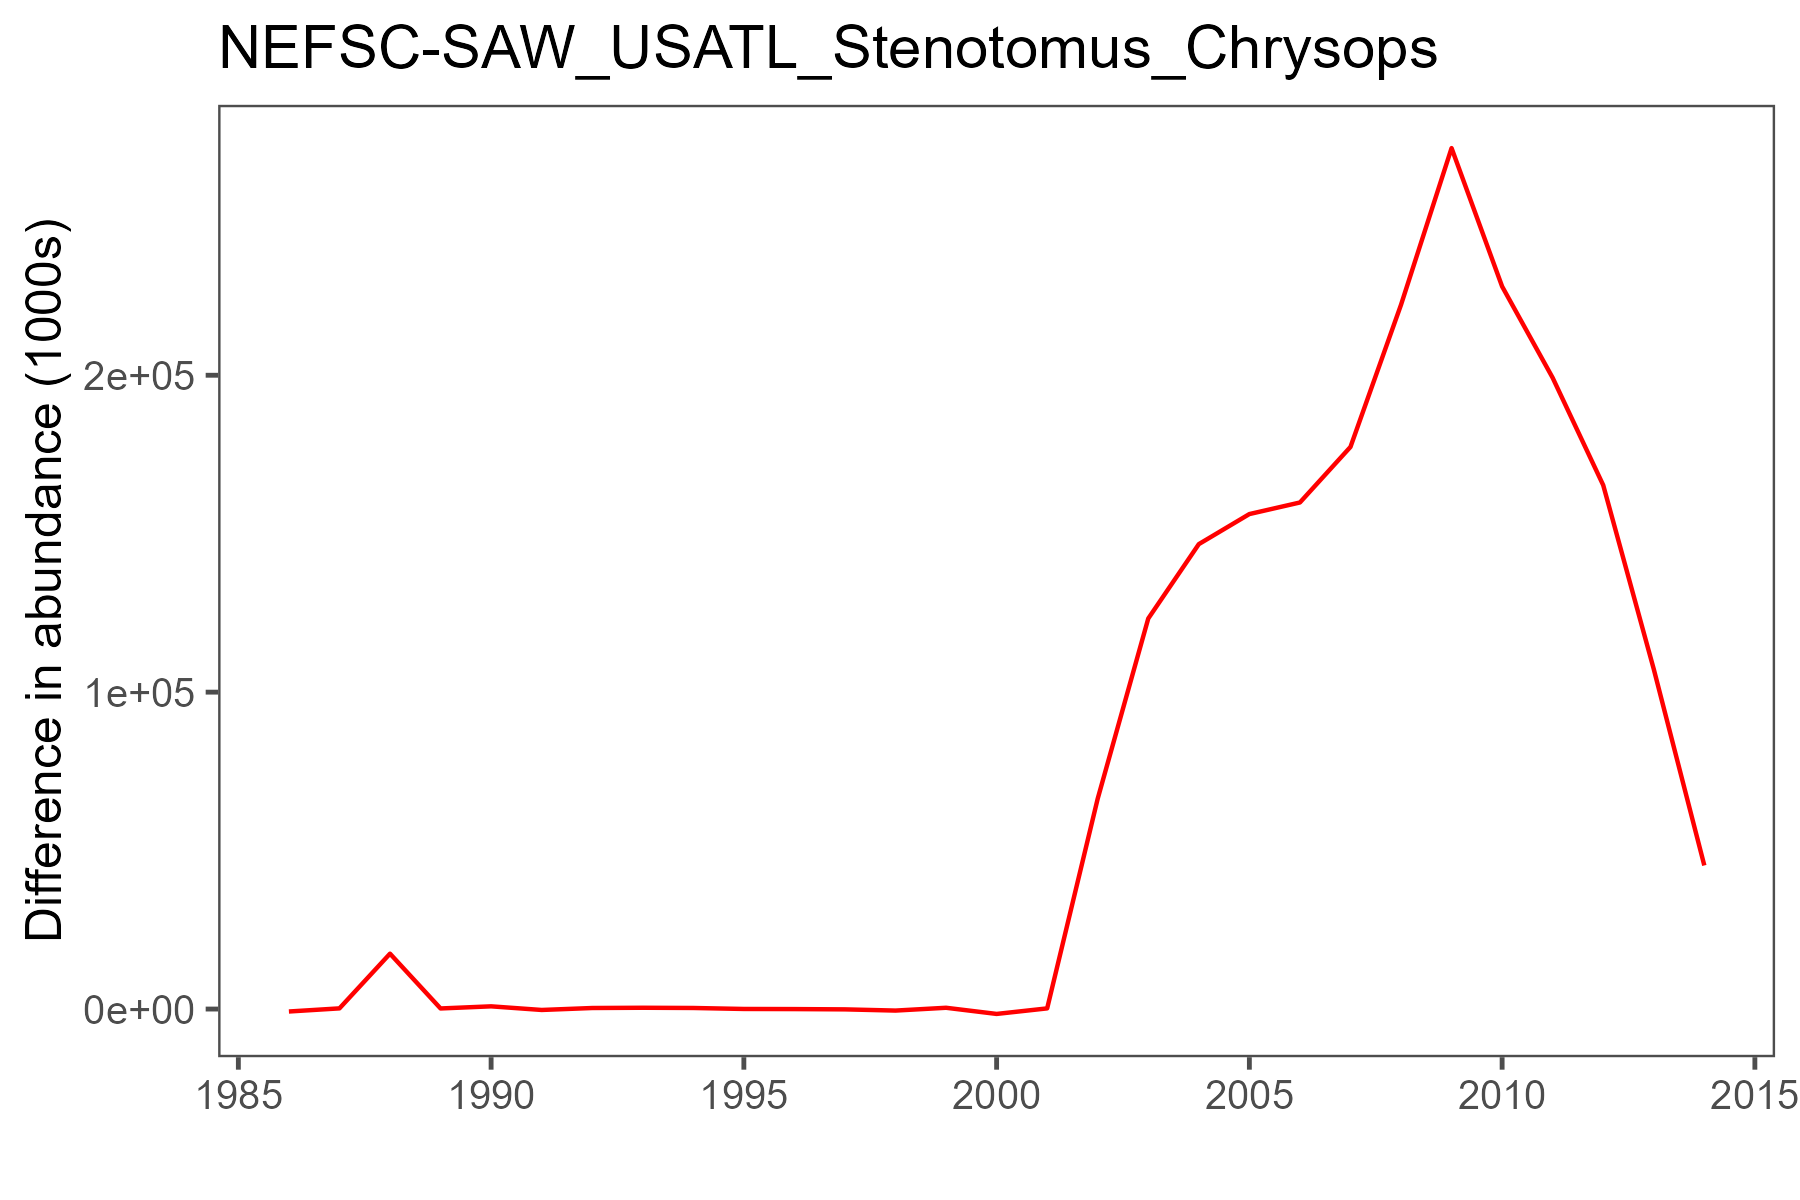 NEFSC-SAW_USATL_Stenotomus_Chrysops
Difference in abundance (1000s)
2e+05
1e+05
0e+00
1985 1990 1995 2000 2005 2010 2015